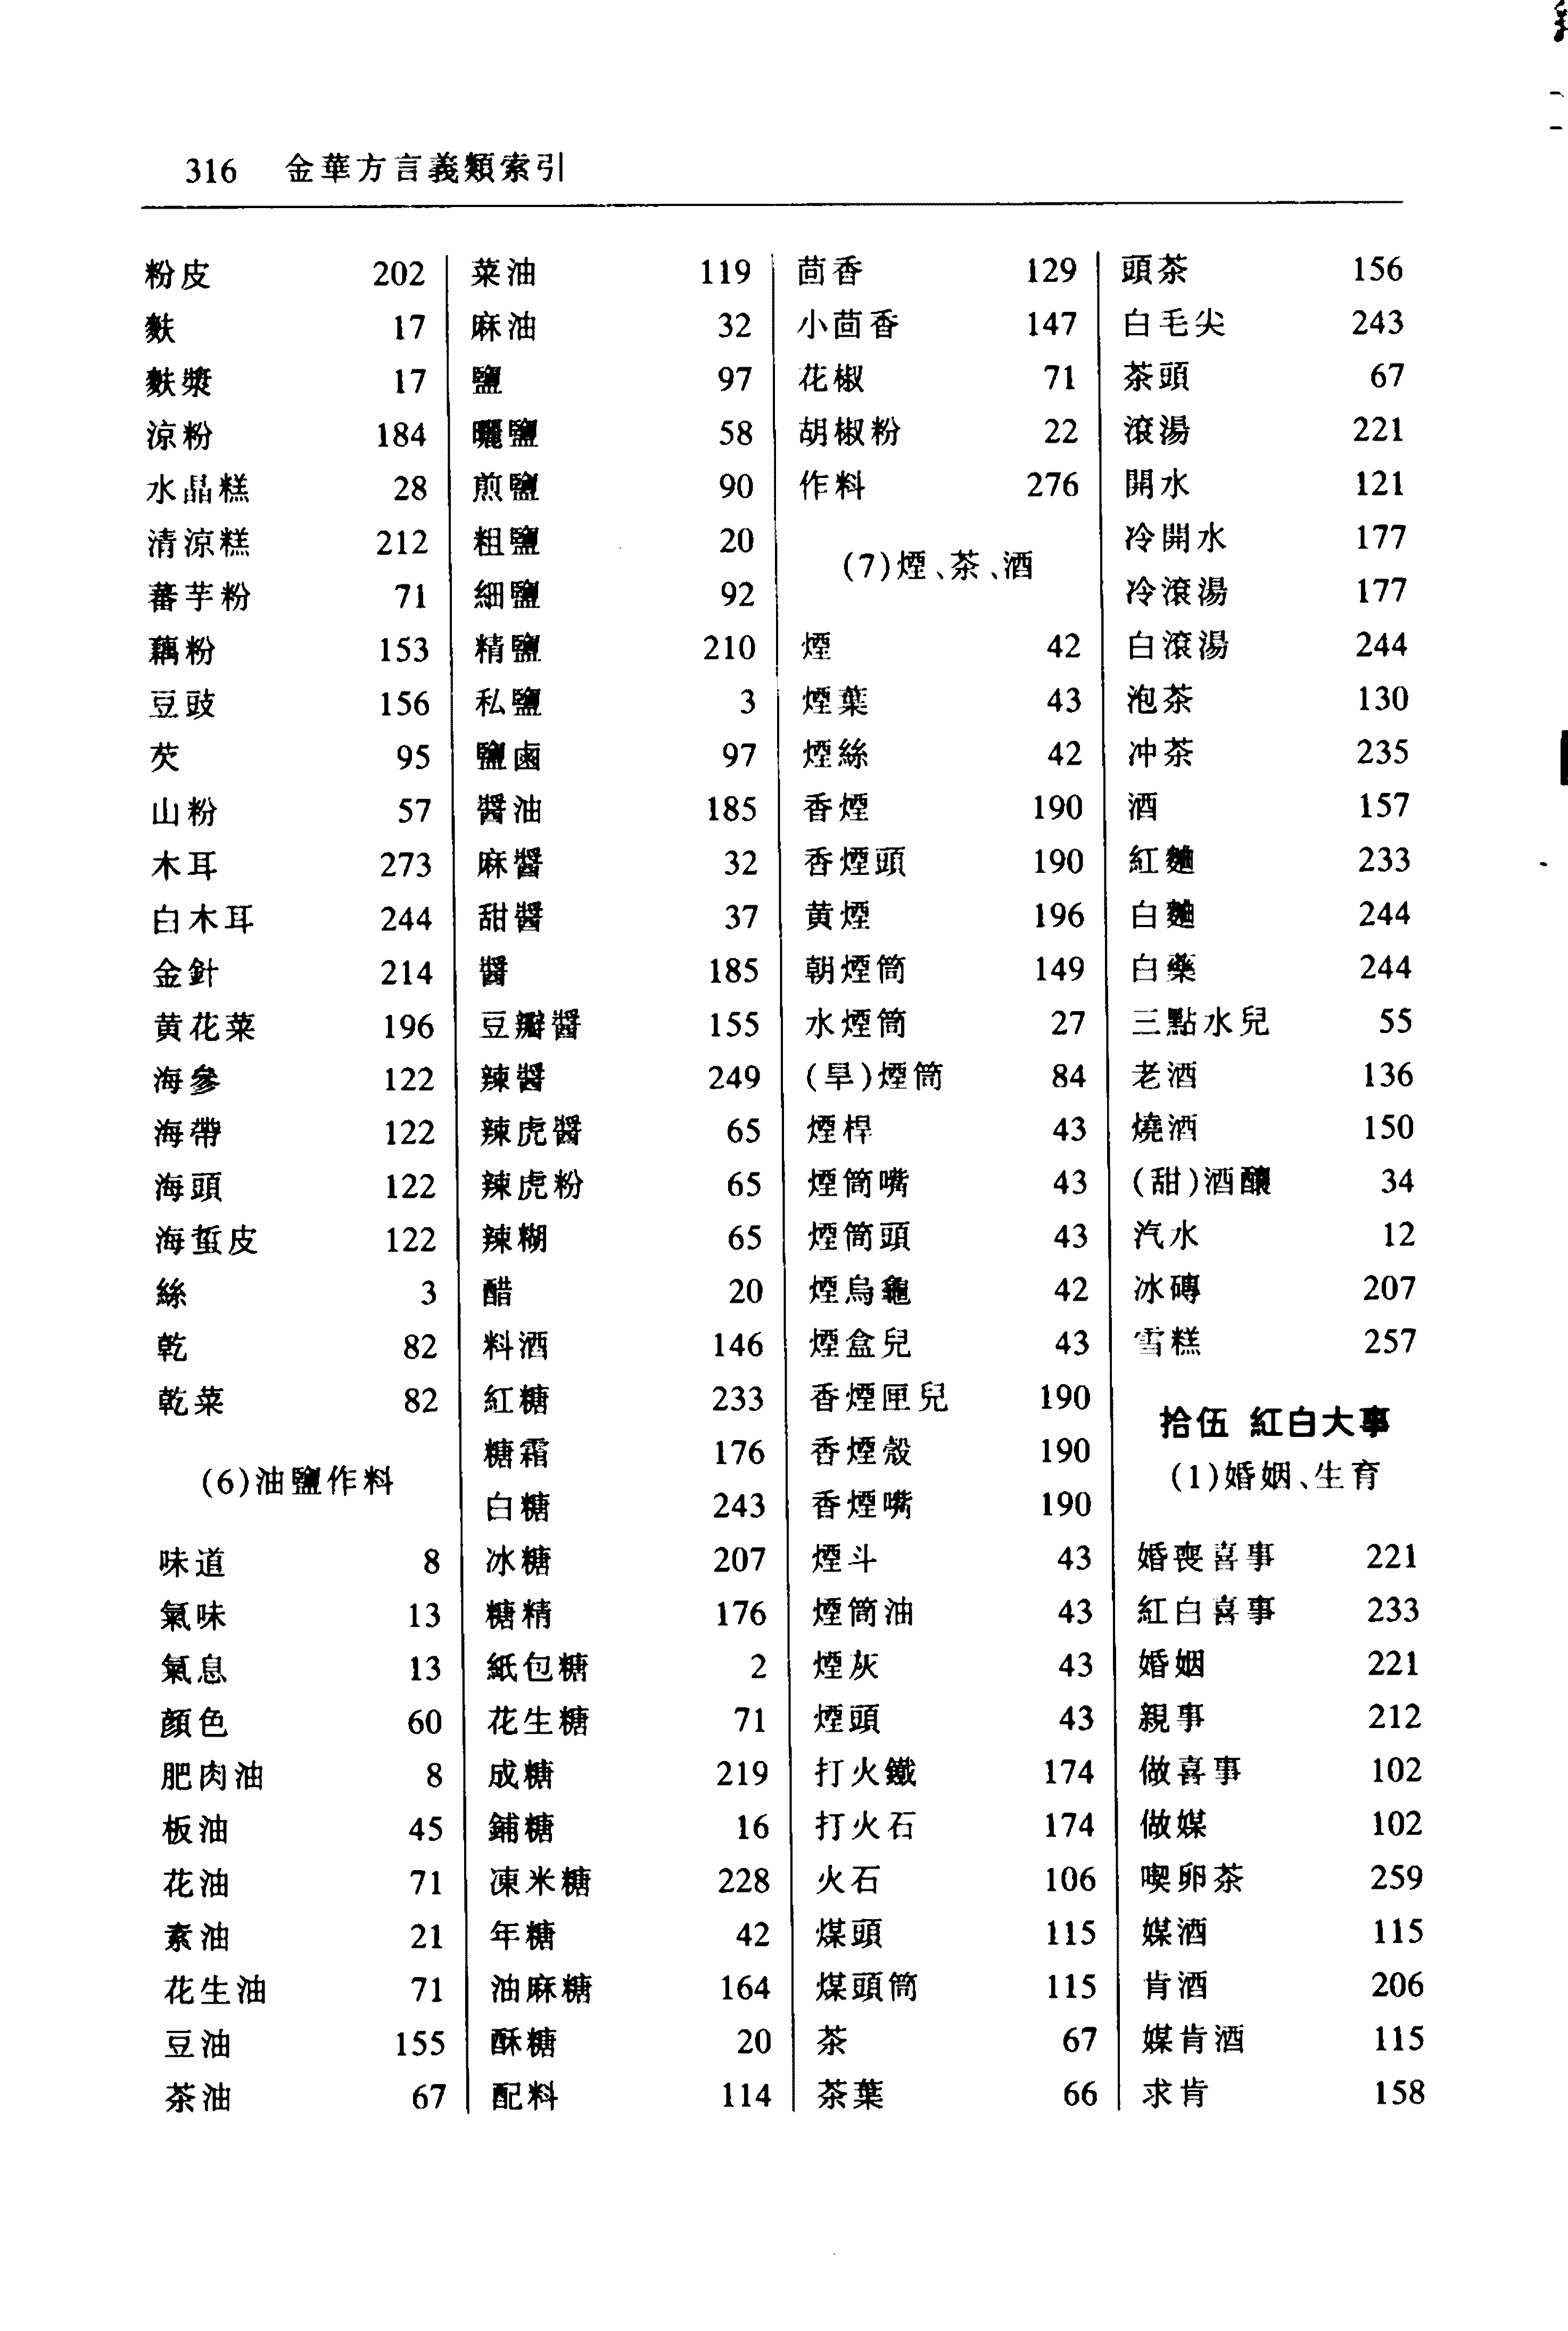 316 金華方言義類索引
粉皮 202
麩 17
麩漿 17
涼粉 184
水晶糕 28
清涼糕 212
蕃芋粉 71
藕粉 153
豆豉 156
芡 95
山粉 57
木耳 273
白木耳 244
金針 214
黄花菜 196
海參 122
海帶 122
海頭 122
海蜇皮 122
絲 3
乾 82
乾菜 82
(6)油鹽作料
味道 8
氣味 13
氣息 13
顏色 60
肥肉油 8
板油 45
花油 71
素油 21
花生油 71
豆油 155
茶油 67
菜油 119
麻油 32
鹽 97
曬鹽 58
煎鹽 90
粗鹽 20
細鹽 92
精鹽 210
私鹽 3
鹽鹵 97
醬油 185
麻醬 32
甜醬 37
醬 185
豆瓣醬 155
辣醬 249
辣虎醬 65
辣虎粉 65
辣糊 65
醋 20
料酒 146
紅糖 233
糖霜 176
白糖 243
冰糖 207
糖精 176
紙包糖 2
花生糖 71
成糖 219
鋪糖 16
凍米糖 228
年糖 42
油麻糖 164
酥糖 20
配料 114
茴香 129
小茴香 147
花椒 71
胡椒粉 22
作料 276
(7)煙、茶、酒
煙 42
煙葉 43
煙絲 42
香煙 190
香煙頭 190
黄煙 196
朝煙筒 149
水煙筒 27
(旱)煙筒 84
煙桿 43
煙筒嘴 43
煙筒頭 43
煙烏龜 42
煙盒兒 43
香煙匣兒 190
香煙殼 190
香煙嘴 190
煙斗 43
煙筒油 43
煙灰 43
煙頭 43
打火鐵 174
打火石 174
火石 106
煤頭 115
煤頭筒 115
茶 67
茶葉 66
頭茶 156
白毛尖 243
茶頭 67
滾湯 221
開水 121
冷開水 177
冷滾湯 177
白滾湯 244
泡茶 130
冲茶 235
酒 157
紅麯 233
白麯 244
白藥 244
三點水兒 55
老酒 136
燒酒 150
(甜)酒釀 34
汽水 12
冰磚 207
雪糕 257
拾伍 紅白大事
(1)婚姻、生育
婚喪喜事 221
紅白喜事 233
婚姻 221
親事 212
做喜事 102
做媒 102
喫卵茶 259
媒酒 115
肯酒 206
媒肯酒 115
求肯 158